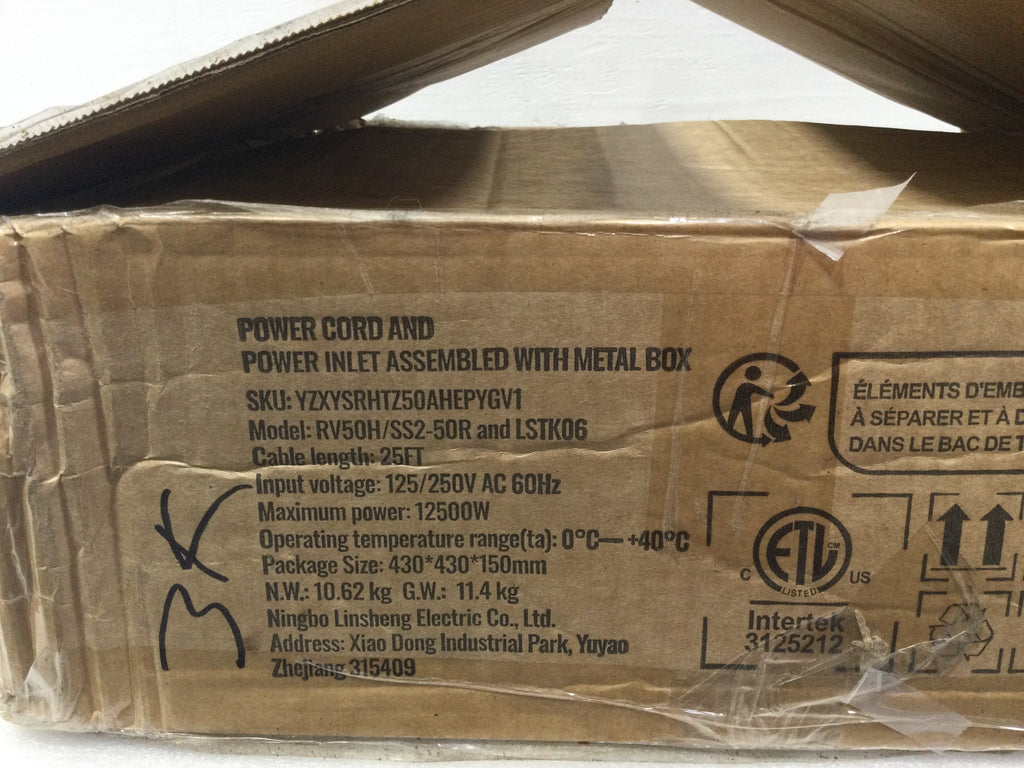 POWER CORD AND
POWER INLET ASSEMBLED WITH METAL BOX
SKU: YZXYSRHTZ50AHEPYGV1
Model: RV50H/SS2-50R and LSTK06
Cable length: 25FT
Input voltage: 125/250V AC 60Hz
Maximum power: 12500W
Operating temperature range(ta): 0°C— +40°C
Package Size: 430*430*150mm
N.W.: 10.62 kg G.W.: 11.4 kg
Ningbo Linsheng Electric Co., Ltd.
Address: Xiao Dong Industrial Park, Yuyao
Zhejiang 315409
ÉLÉMENTS D'EMB
À SÉPARER ET À D
DANS LE BAC DE T
ETL CM
C US
LISTED
Intertek
3125212